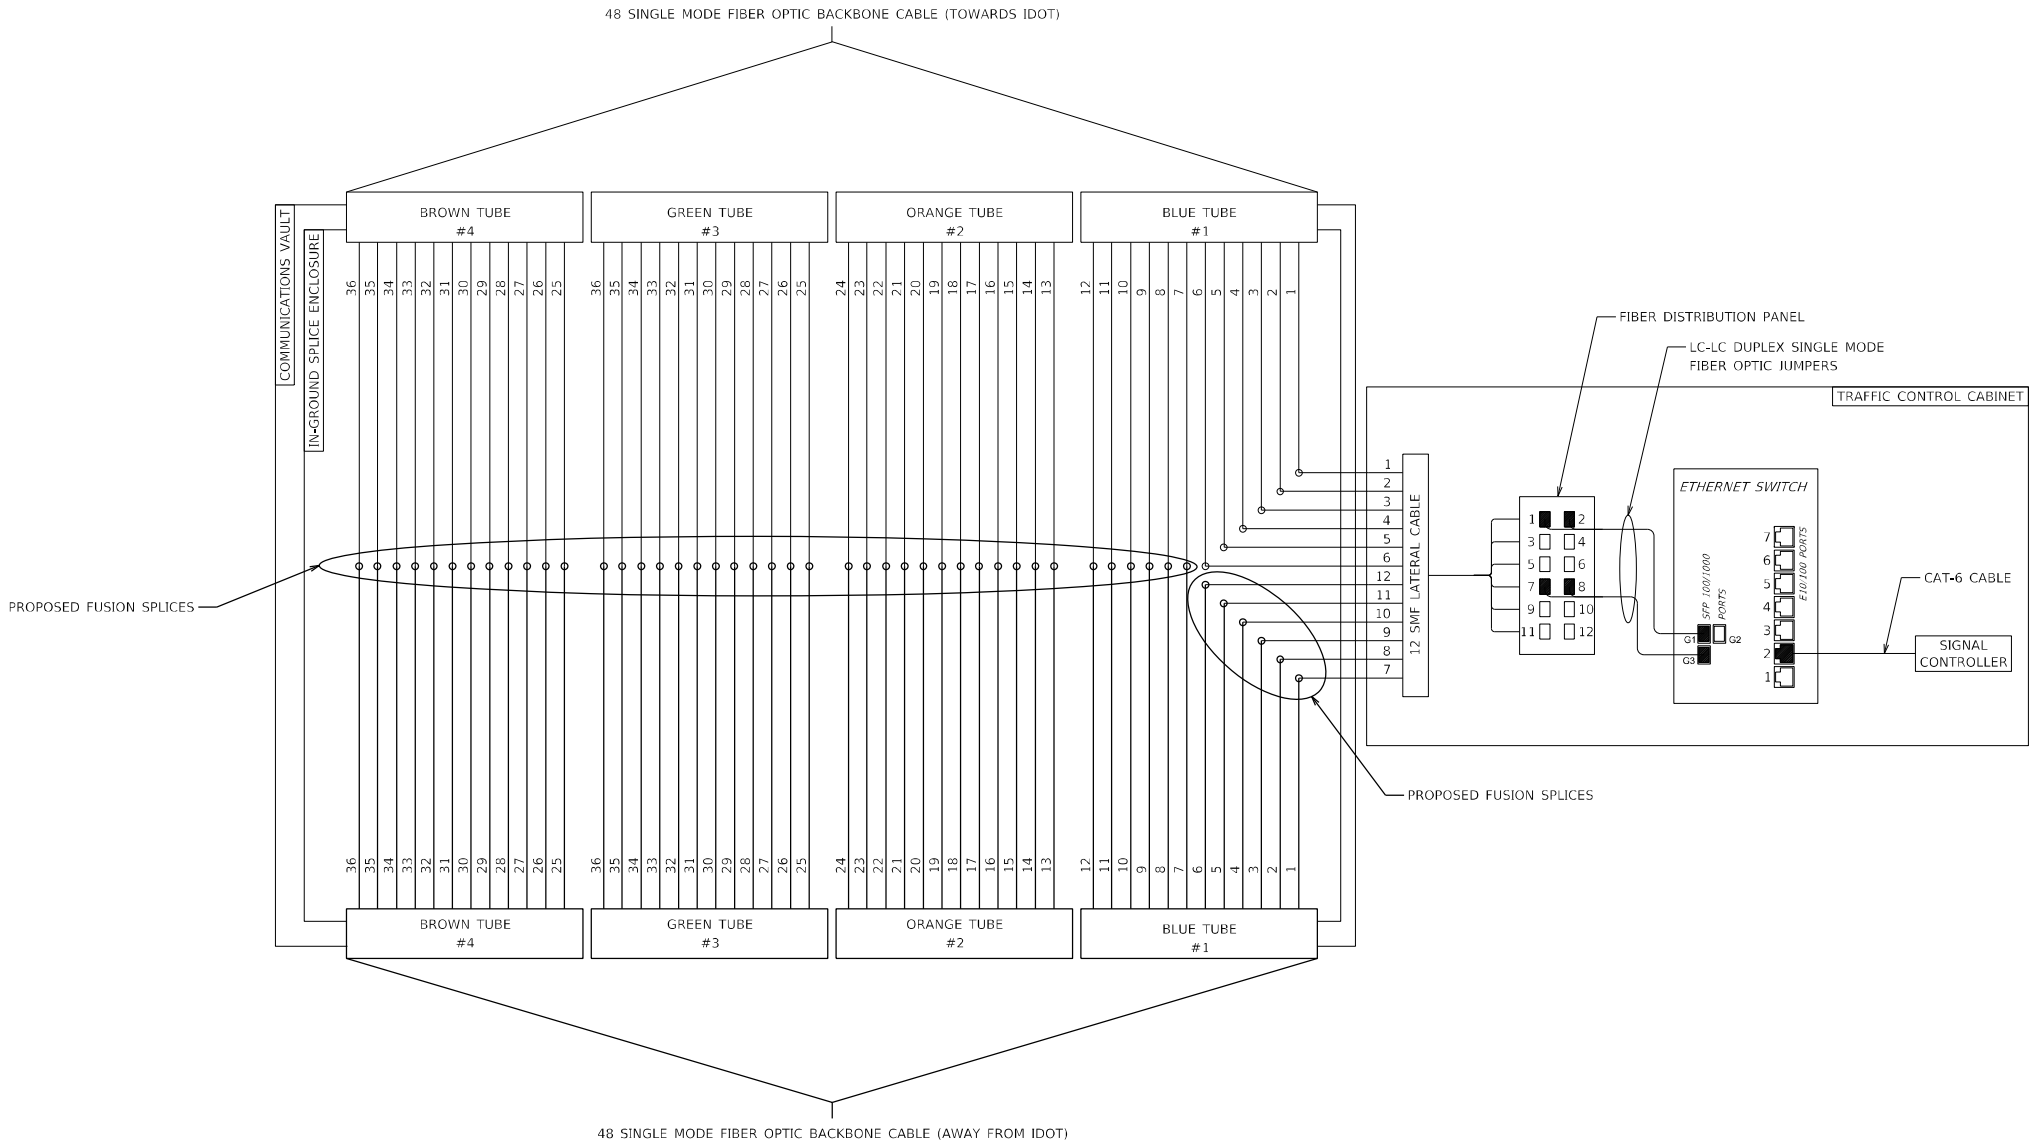 48 SINGLE MODE FIBER OPTIC BACKBONE CABLE (TOWARDS IDOT)
COMMUNICATIONS VAULT
IN-GROUND SPLICE ENCLOSURE
BROWN TUBE
#4
GREEN TUBE
#3
ORANGE TUBE
#2
BLUE TUBE
#1
36 35 34 33 32 31 30 29 28 27 26 25
36 35 34 33 32 31 30 29 28 27 26 25
24 23 22 21 20 19 18 17 16 15 14 13
12 11 10 9 8 7 6 5 4 3 2 1
FIBER DISTRIBUTION PANEL
LC-LC DUPLEX SINGLE MODE
FIBER OPTIC JUMPERS
TRAFFIC CONTROL CABINET
1
2
3
4
5
6
12
11
10
9
8
7
12 SMF LATERAL CABLE
1 2
3 4
5 6
7 8
9 10
11 12
ETHERNET SWITCH
SFP 100/1000
PORTS
G1
G2
G3
E10/100 PORTS
7
6
5
4
3
2
1
CAT-6 CABLE
SIGNAL
CONTROLLER
PROPOSED FUSION SPLICES
PROPOSED FUSION SPLICES
36 35 34 33 32 31 30 29 28 27 26 25
36 35 34 33 32 31 30 29 28 27 26 25
24 23 22 21 20 19 18 17 16 15 14 13
12 11 10 9 8 7 6 5 4 3 2 1
BROWN TUBE
#4
GREEN TUBE
#3
ORANGE TUBE
#2
BLUE TUBE
#1
48 SINGLE MODE FIBER OPTIC BACKBONE CABLE (AWAY FROM IDOT)